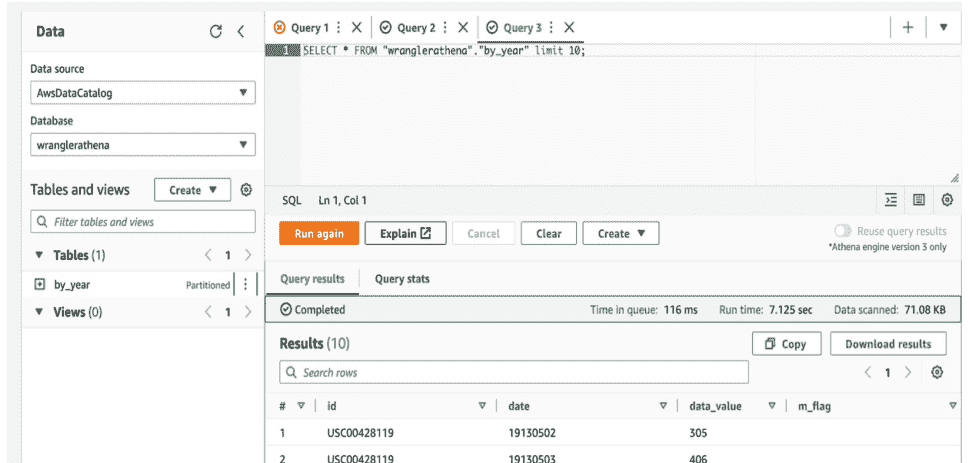 Data
Query 1
Query 2
Query 3
1 SELECT * FROM "wranglerathena"."by_year" limit 10;
Data source
AwsDataCatalog
Database
wranglerathena
Tables and views
Create
Filter tables and views
Tables (1)
1
by_year
Partitioned
Views (0)
1
SQL Ln 1, Col 1
Run again
Explain
Cancel
Clear
Create
Reuse query results
*Athena engine version 3 only
Query results
Query stats
Completed
Time in queue: 116 ms
Run time: 7.125 sec
Data scanned: 71.08 KB
Results (10)
Copy
Download results
Search rows
1
# id date data_value m_flag
1 USC00428119 19130502 305
2 USC00428119 19130503 406